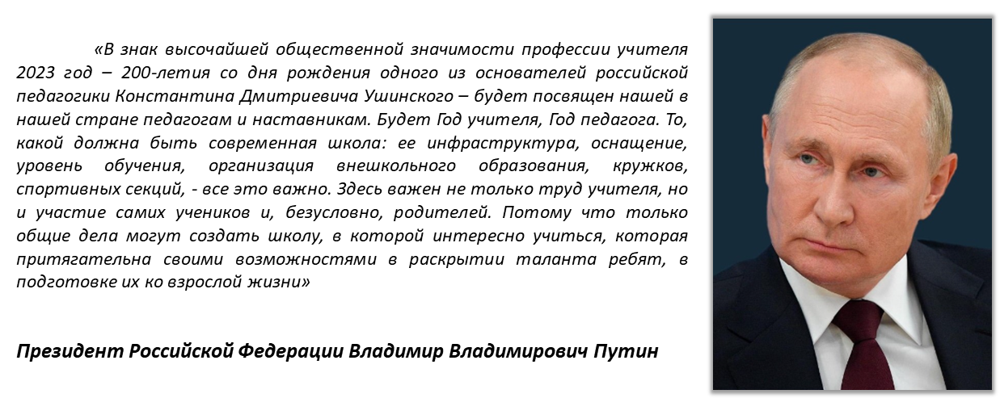 «В знак высочайшей общественной значимости профессии учителя
2023 год – 200-летия со дня рождения одного из основателей российской
педагогики Константина Дмитриевича Ушинского – будет посвящен нашей в
нашей стране педагогам и наставникам. Будет Год учителя, Год педагога. То,
какой должна быть современная школа: ее инфраструктура, оснащение,
уровень обучения, организация внешкольного образования, кружков,
спортивных секций, - все это важно. Здесь важен не только труд учителя, но
и участие самих учеников и, безусловно, родителей. Потому что только
общие дела могут создать школу, в которой интересно учиться, которая
притягательна своими возможностями в раскрытии таланта ребят, в
подготовке их ко взрослой жизни»
Президент Российской Федерации Владимир Владимирович Путин